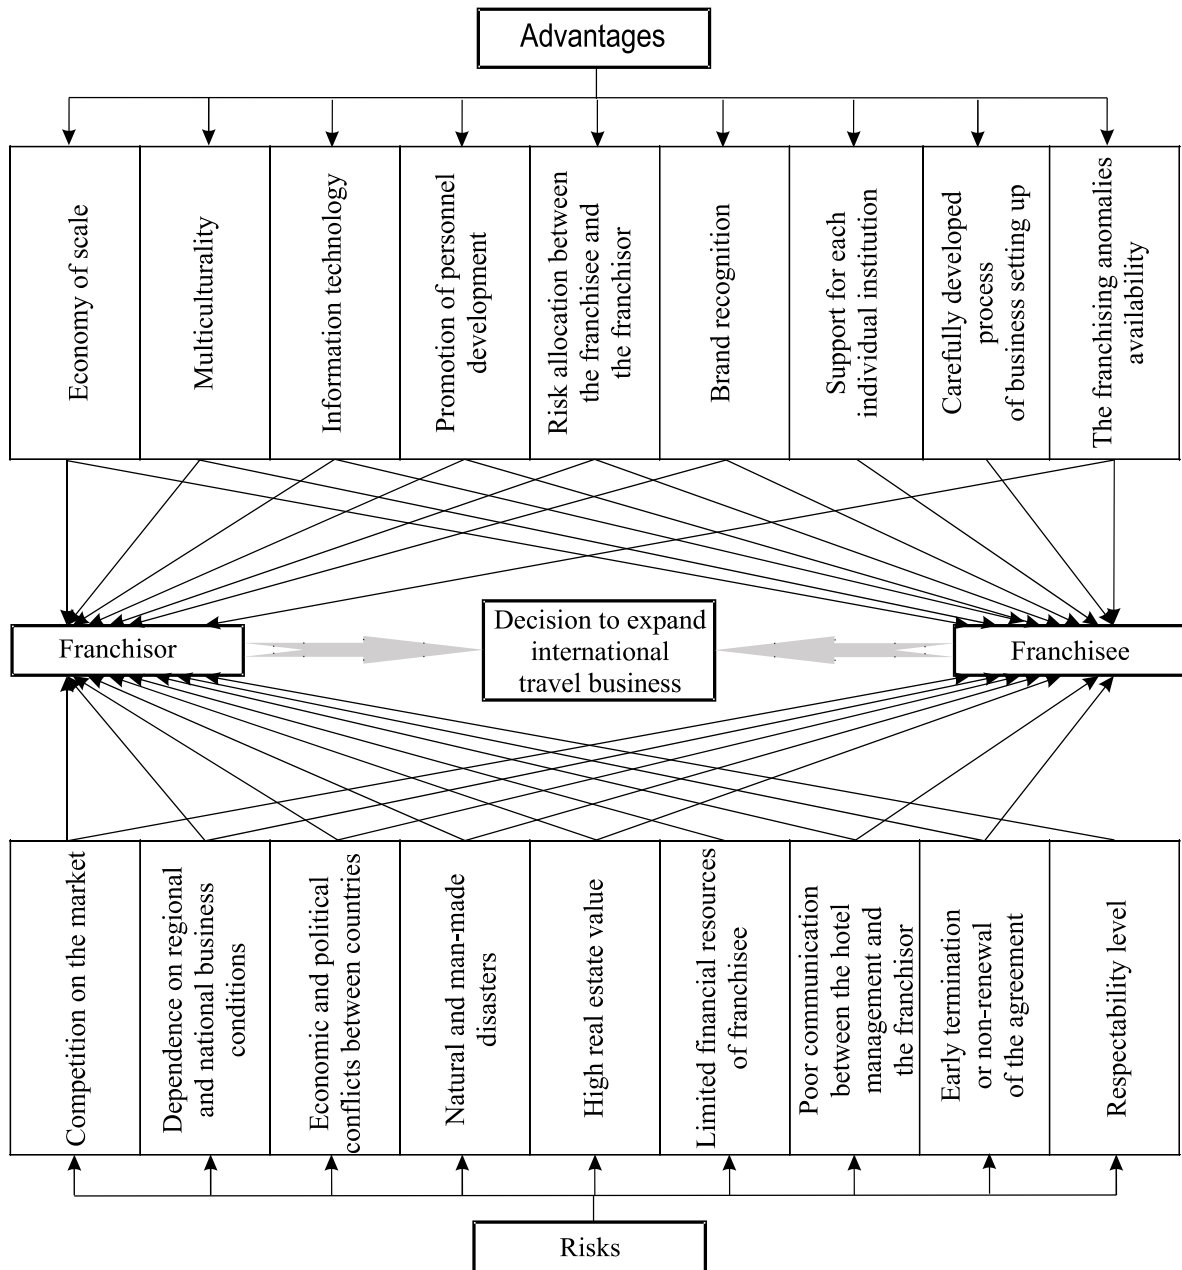 Advantages
Economy of scale
Multiculturality
Information technology
Promotion of personnel
development
Risk allocation between
the franchisee and
the franchisor
Brand recognition
Support for each
individual institution
Carefully developed
process
of business setting up
The franchising anomalies
availability
Franchisor
Decision to expand
international
travel business
Franchisee
Competition on the market
Dependence on regional
and national business
conditions
Economic and political
conflicts between countries
Natural and man-made
disasters
High real estate value
Limited financial resources
of franchisee
Poor communication
between the hotel
management and
the franchisor
Early termination
or non-renewal
of the agreement
Respectability level
Risks